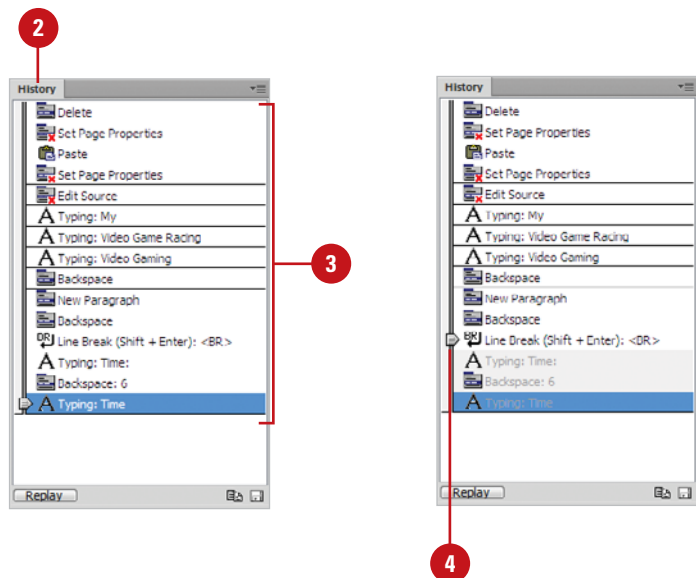 2
History
Delete
Set Page Properties
Paste
Set Page Properties
Edit Source
Typing: My
Typing: Video Game Racing
Typing: Video Gaming
Backspace
New Paragraph
Backspace
BR Line Break (Shift + Enter): <BR>
Typing: Time:
Backspace: 6
Typing: Time
Replay
3
History
Delete
Set Page Properties
Paste
Set Page Properties
Edit Source
Typing: My
Typing: Video Game Racing
Typing: Video Gaming
Backspace
New Paragraph
Backspace
BR Line Break (Shift + Enter): <BR>
Typing: Time:
Backspace: 6
Typing: Time
Replay
4